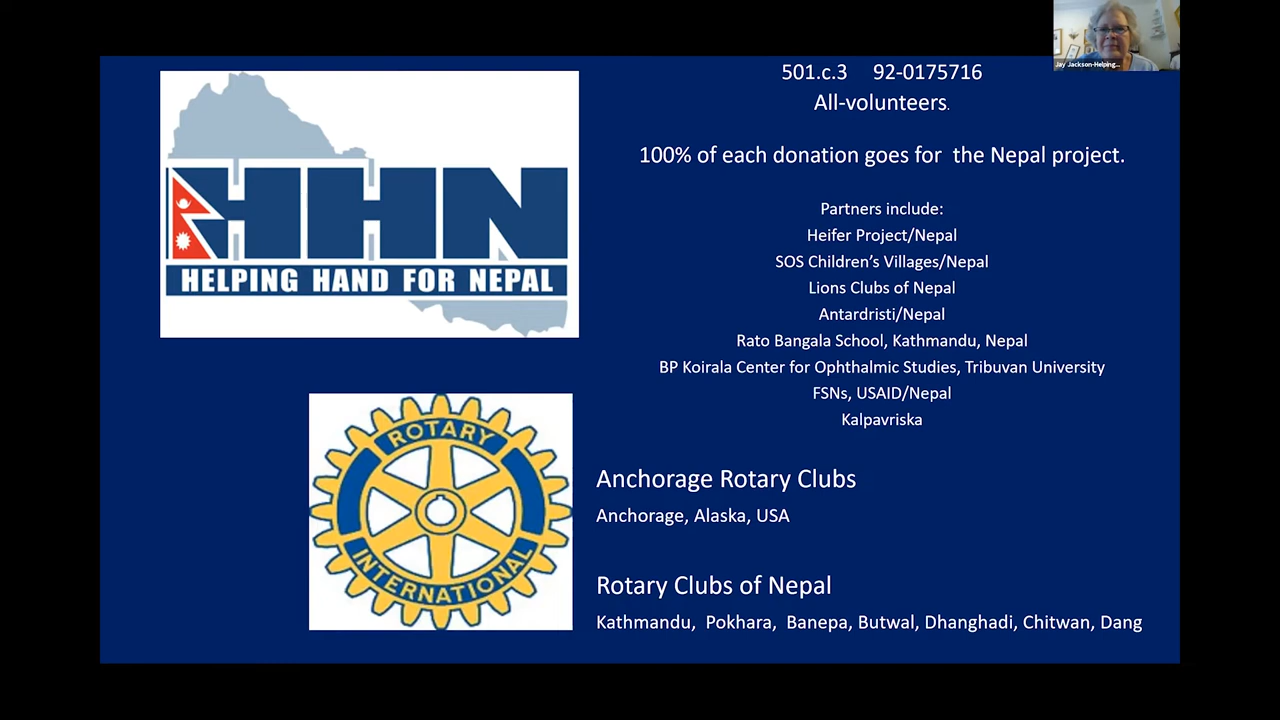 Jay Jackson-Helping...
501.c.3 92-0175716
All-volunteers.
100% of each donation goes for the Nepal project.
HHN
HELPING HAND FOR NEPAL
Partners include:
Heifer Project/Nepal
SOS Children's Villages/Nepal
Lions Clubs of Nepal
Antardristi/Nepal
Rato Bangala School, Kathmandu, Nepal
BP Koirala Center for Ophthalmic Studies, Tribuvan University
FSNs, USAID/Nepal
Kalpavriska
ROTARY
INTERNATIONAL
Anchorage Rotary Clubs
Anchorage, Alaska, USA
Rotary Clubs of Nepal
Kathmandu, Pokhara, Banepa, Butwal, Dhanghadi, Chitwan, Dang